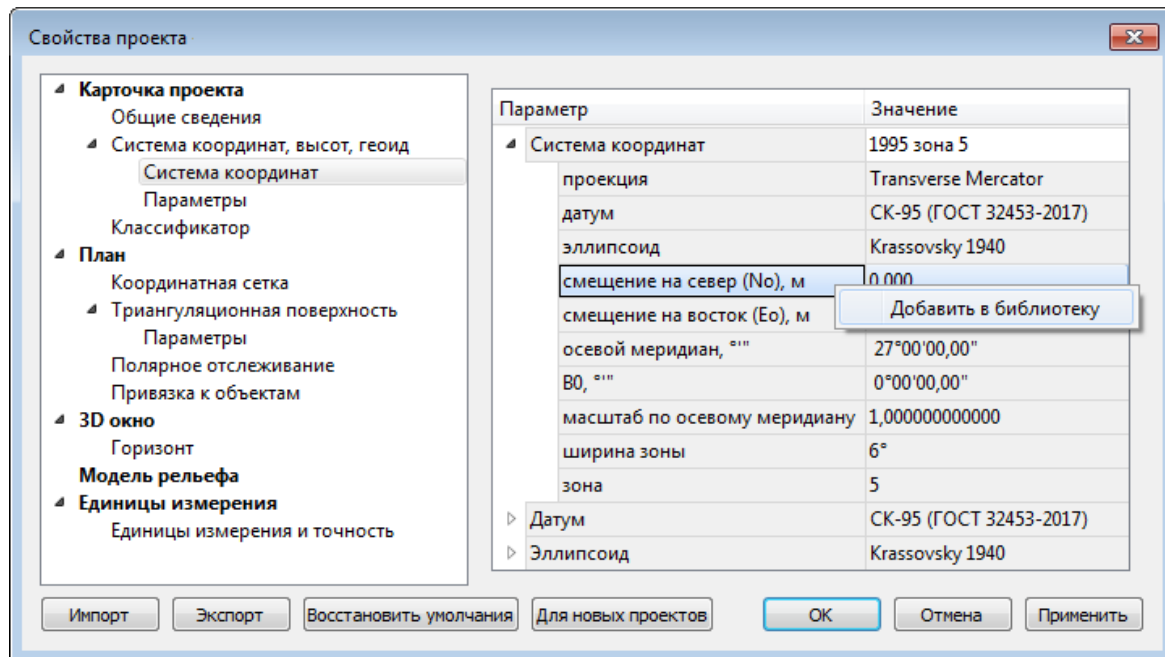 Свойства проекта
Карточка проекта
Общие сведения
Система координат, высот, геоид
Система координат
Параметры
Классификатор
План
Координатная сетка
Триангуляционная поверхность
Параметры
Полярное отслеживание
Привязка к объектам
3D окно
Горизонт
Модель рельефа
Единицы измерения
Единицы измерения и точность
Параметр Значение
Система координат 1995 зона 5
проекция Transverse Mercator
датум СК-95 (ГОСТ 32453-2017)
эллипсоид Krassovsky 1940
смещение на север (No), м 0,000
смещение на восток (Eo), м
Добавить в библиотеку
осевой меридиан, °'" 27°00'00,00"
B0, °'" 0°00'00,00"
масштаб по осевому меридиану 1,000000000000
ширина зоны 6°
зона 5
Датум СК-95 (ГОСТ 32453-2017)
Эллипсоид Krassovsky 1940
Импорт Экспорт Восстановить умолчания Для новых проектов OK Отмена Применить